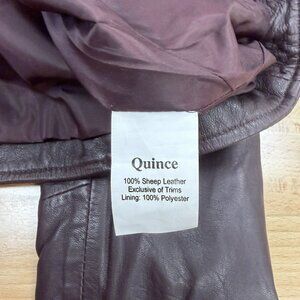 Quince
100% Sheep Leather
Exclusive of Trims
Lining: 100% Polyester